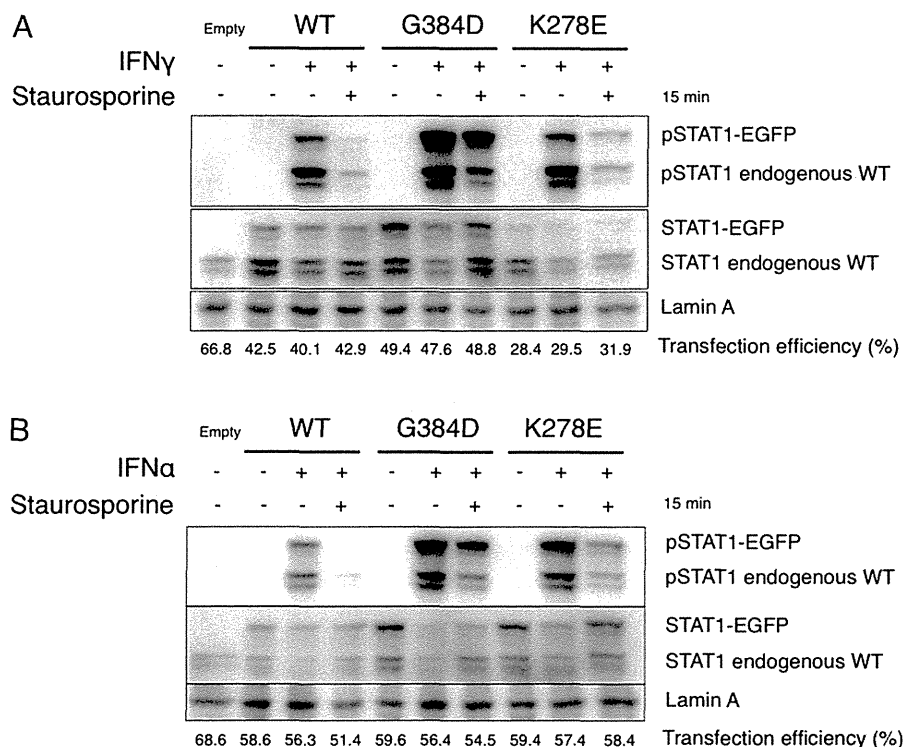 A
Empty WT G384D K278E
IFNγ - - + + - + + - + +
Staurosporine - - - + - - + - - + 15 min
pSTAT1-EGFP
pSTAT1 endogenous WT
STAT1-EGFP
STAT1 endogenous WT
Lamin A
66.8 42.5 40.1 42.9 49.4 47.6 48.8 28.4 29.5 31.9 Transfection efficiency (%)
B
Empty WT G384D K278E
IFNα - - + + - + + - + +
Staurosporine - - - + - - + - - + 15 min
pSTAT1-EGFP
pSTAT1 endogenous WT
STAT1-EGFP
STAT1 endogenous WT
Lamin A
68.6 58.6 56.3 51.4 59.6 56.4 54.5 59.4 57.4 58.4 Transfection efficiency (%)